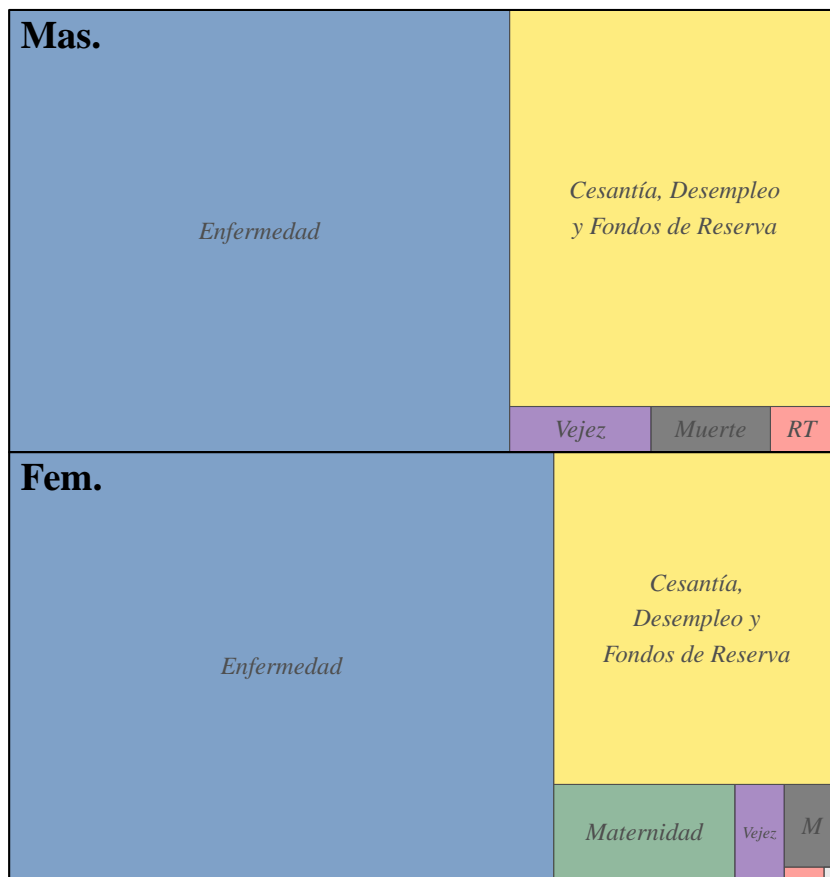 Mas.
Enfermedad
Cesantía, Desempleo
y Fondos de Reserva
Vejez
Muerte
RT
Fem.
Enfermedad
Cesantía,
Desempleo y
Fondos de Reserva
Maternidad
Vejez
M